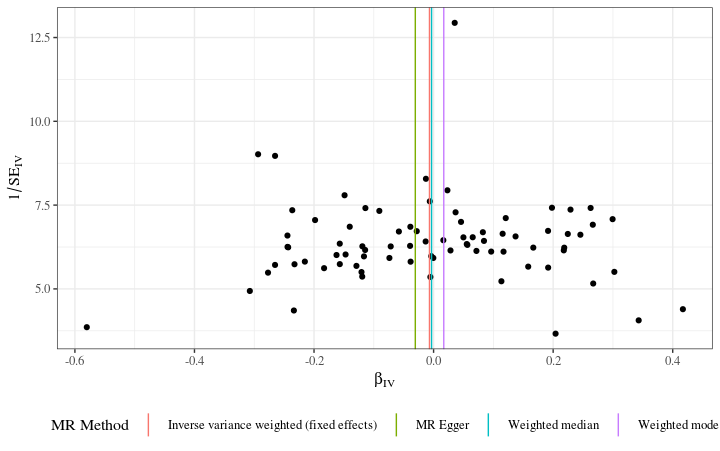 12.5
10.0
7.5
5.0
1/SE_IV
-0.6 -0.4 -0.2 0.0 0.2 0.4
β_IV
MR Method Inverse variance weighted (fixed effects) MR Egger Weighted median Weighted mode